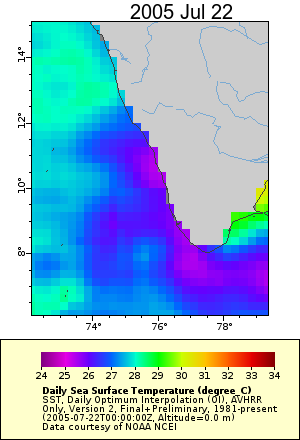 2005 Jul 22
14°
12°
10°
8°
74° 76° 78°
24 25 26 27 28 29 30 31 32 33 34
Daily Sea Surface Temperature (degree_C)
SST, Daily Optimum Interpolation (OI), AVHRR
Only, Version 2, Final+Preliminary, 1981-present
(2005-07-22T00:00:00Z, Altitude=0.0 m)
Data courtesy of NOAA NCEI